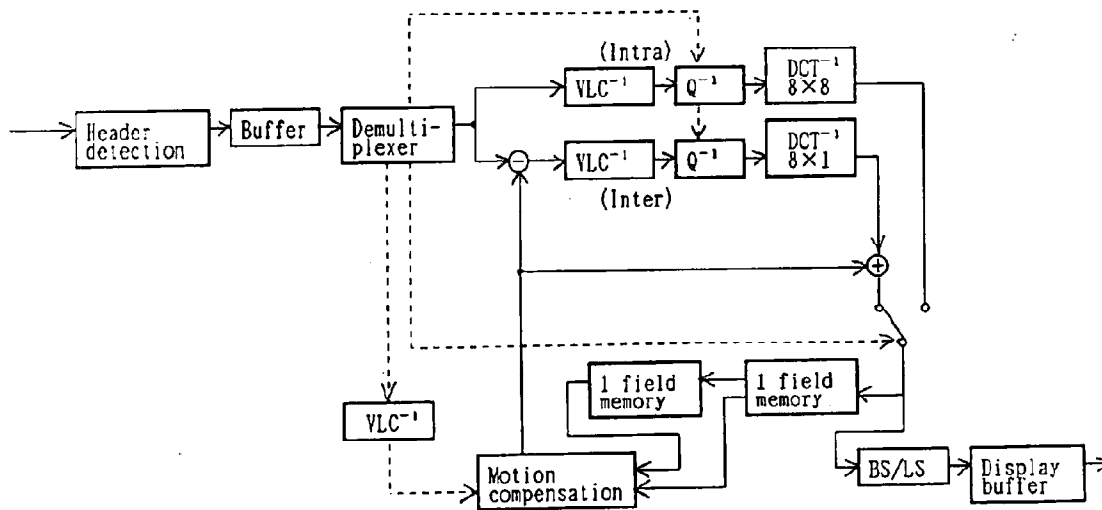 (Intra)
VLC⁻¹
Q⁻¹
DCT⁻¹
8×8
Header
detection
Buffer
Demulti-
plexer
−
VLC⁻¹
Q⁻¹
DCT⁻¹
8×1
(Inter)
+
1 field
memory
1 field
memory
VLC⁻¹
Motion
compensation
BS/LS
Display
buffer